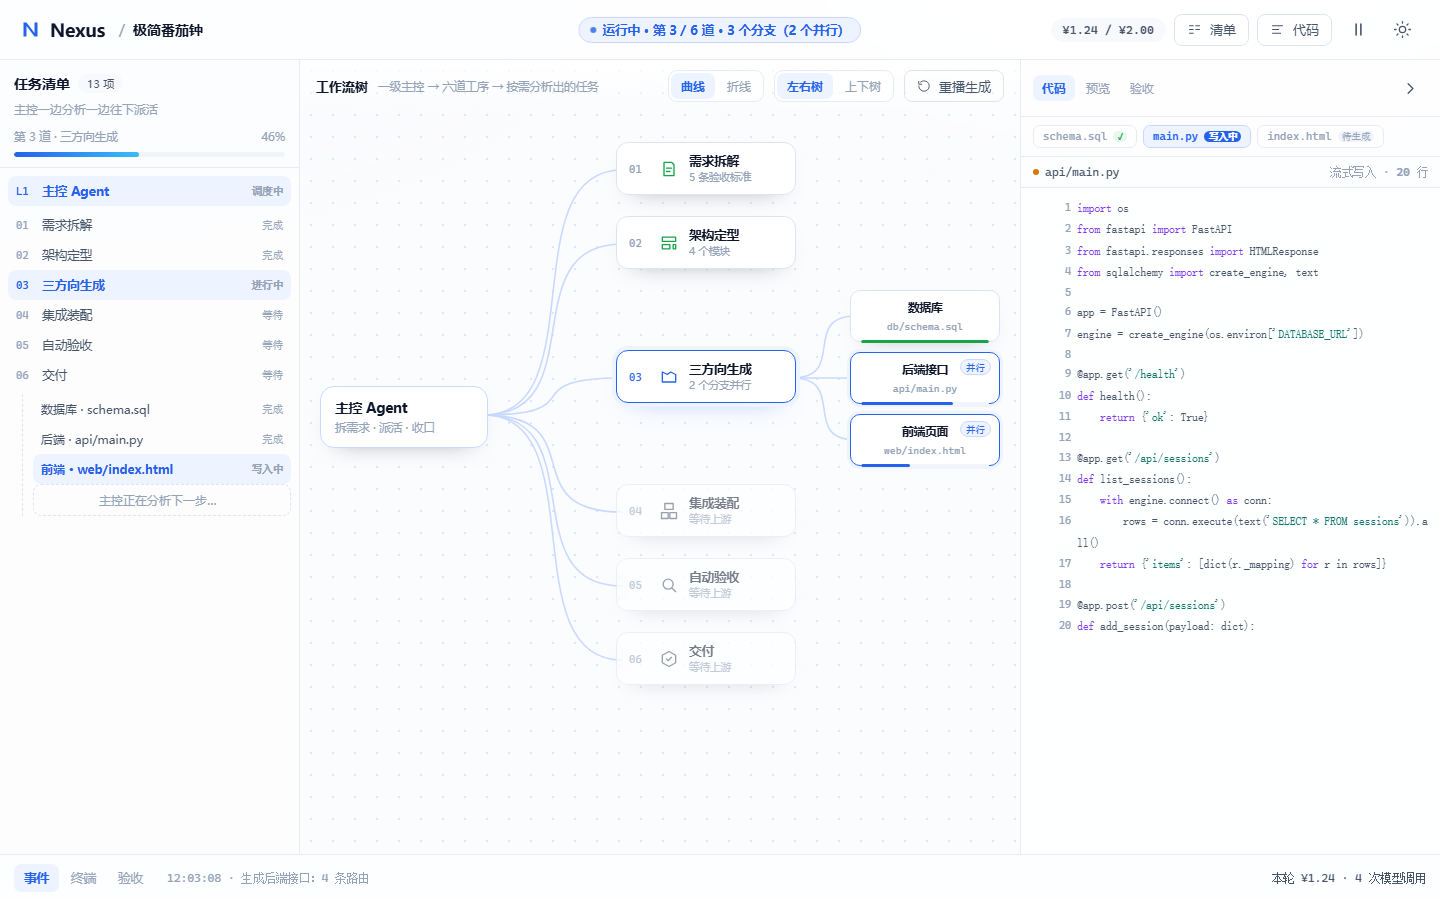 Nexus / 极简番茄钟
运行中 • 第 3 / 6 道 • 3 个分支（2 个并行）
¥1.24 / ¥2.00
清单
代码
任务清单 13 项
主控一边分析一边往下派活
第 3 道 · 三方向生成 46%
L1 主控 Agent 调度中
01 需求拆解 完成
02 架构定型 完成
03 三方向生成 进行中
04 集成装配 等待
05 自动验收 等待
06 交付 等待
数据库 · schema.sql 完成
后端 · api/main.py 完成
前端 • web/index.html 写入中
主控正在分析下一步...
工作流树 一级主控 → 六道工序 → 按需分析出的任务
曲线 折线
左右树 上下树
重播生成
主控 Agent
拆需求 · 派活 · 收口
01 需求拆解
5 条验收标准
02 架构定型
4 个模块
03 三方向生成
2 个分支并行
04 集成装配
等待上游
05 自动验收
等待上游
06 交付
等待上游
数据库
db/schema.sql
后端接口 并行
api/main.py
前端页面 并行
web/index.html
代码 预览 验收
schema.sql ✓
main.py 写入中
index.html 待生成
api/main.py 流式写入 · 20 行
1 import os
2 from fastapi import FastAPI
3 from fastapi.responses import HTMLResponse
4 from sqlalchemy import create_engine, text
5
6 app = FastAPI()
7 engine = create_engine(os.environ["DATABASE_URL"])
8
9 @app.get("/health")
10 def health():
11 return {"ok": True}
12
13 @app.get("/api/sessions")
14 def list_sessions():
15 with engine.connect() as conn:
16 rows = conn.execute(text("SELECT * FROM sessions")).a
ll()
17 return {"items": [dict(r._mapping) for r in rows]}
18
19 @app.post("/api/sessions")
20 def add_session(payload: dict):
事件 终端 验收 12:03:08 · 生成后端接口: 4 条路由
本轮 ¥1.24 · 4 次模型调用